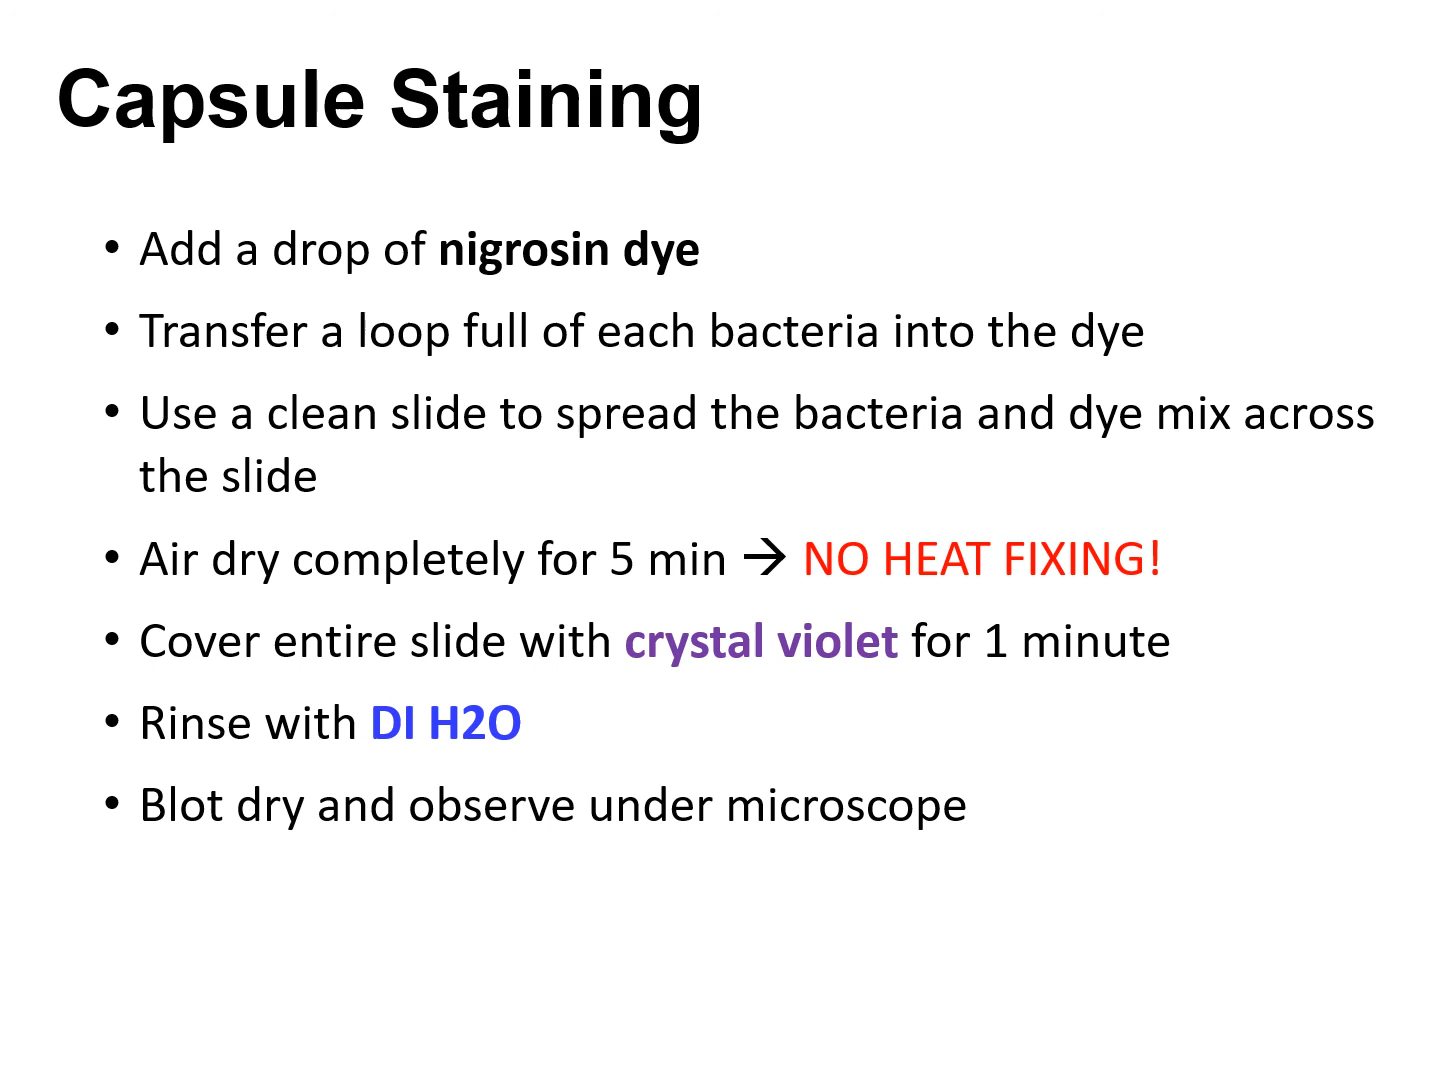 Capsule Staining
• Add a drop of nigrosin dye
• Transfer a loop full of each bacteria into the dye
• Use a clean slide to spread the bacteria and dye mix across
the slide
• Air dry completely for 5 min → NO HEAT FIXING!
• Cover entire slide with crystal violet for 1 minute
• Rinse with DI H2O
• Blot dry and observe under microscope